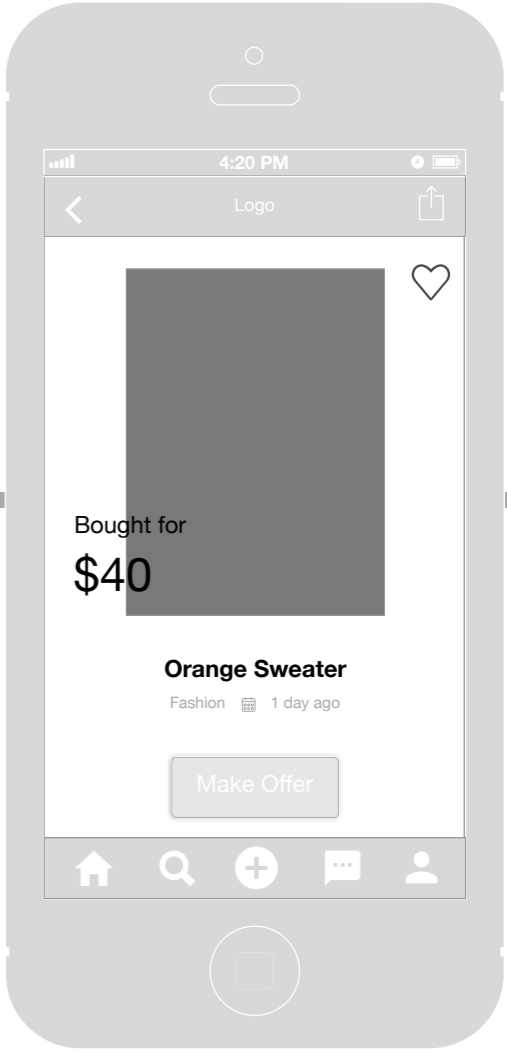 4:20 PM
Logo
Bought for
$40
Orange Sweater
Fashion 1 day ago
Make Offer